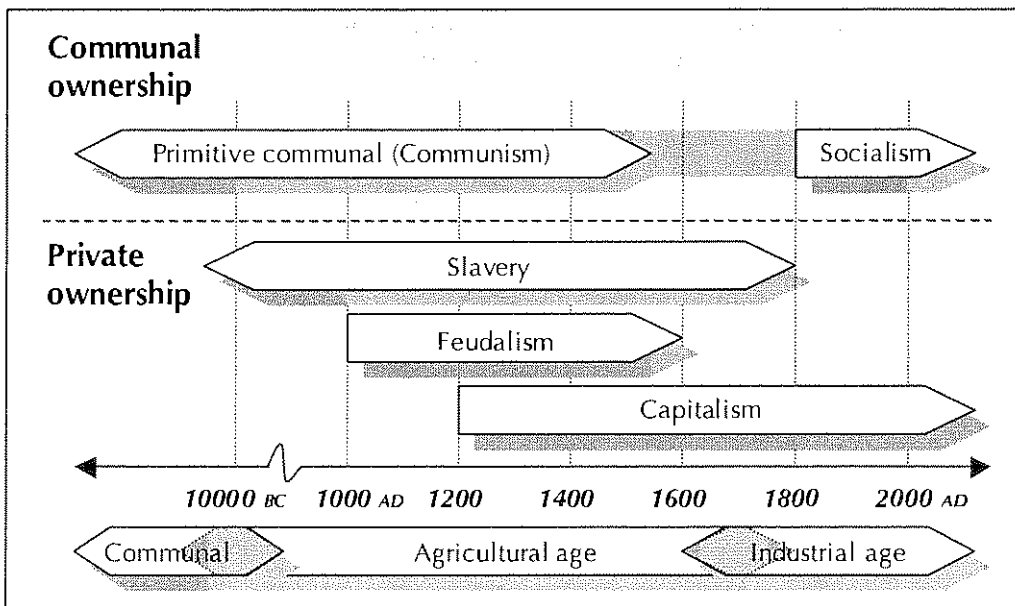 Communal
ownership
Primitive communal (Communism)
Socialism
Private
ownership
Slavery
Feudalism
Capitalism
10000 BC 1000 AD 1200 1400 1600 1800 2000 AD
Communal Agricultural age Industrial age